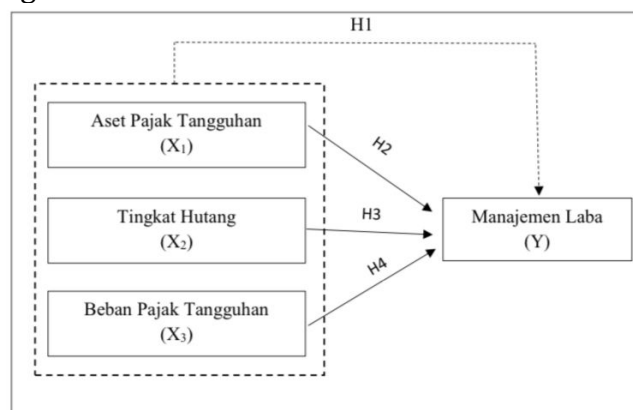 H1
Aset Pajak Tangguhan
(X₁)
H2
Tingkat Hutang
(X₂)
H3
Manajemen Laba
(Y)
H4
Beban Pajak Tangguhan
(X₃)